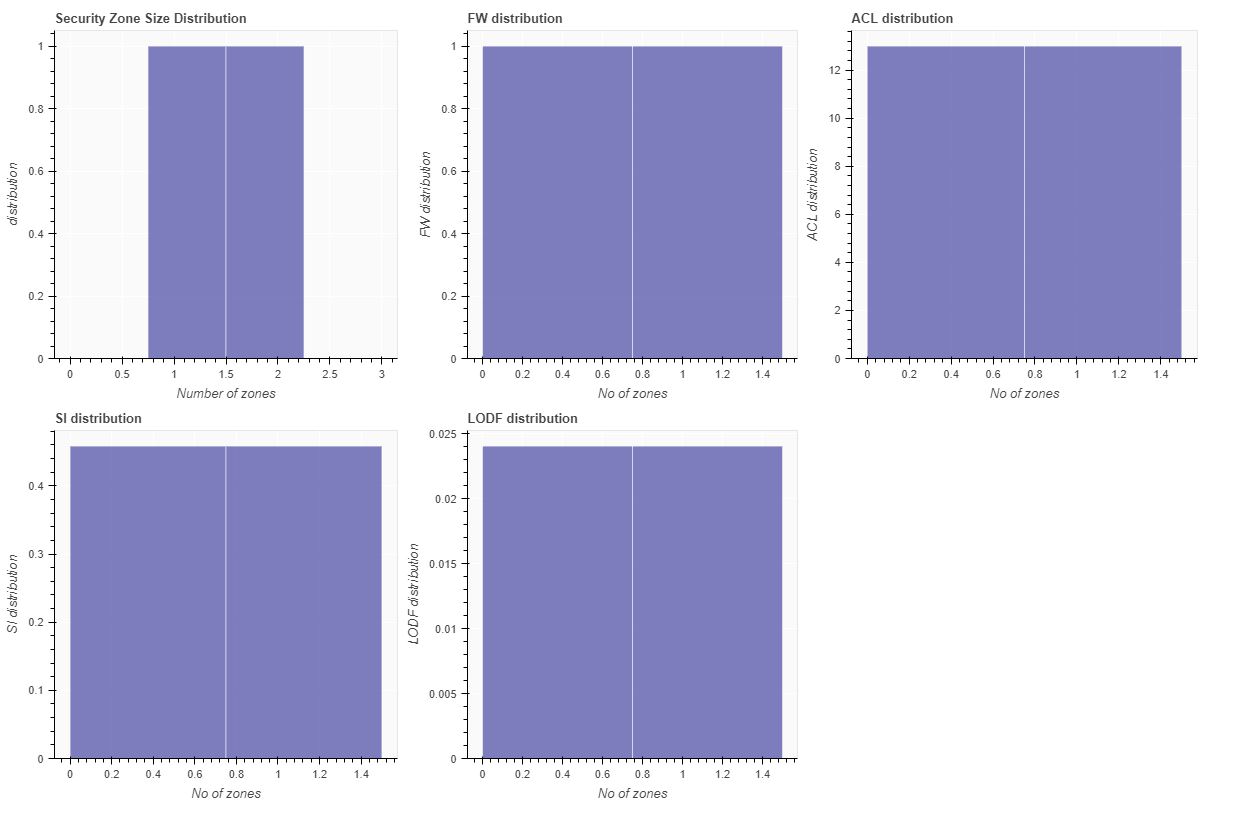 Security Zone Size Distribution
distribution
1
0.8
0.6
0.4
0.2
0
0 0.5 1 1.5 2 2.5 3
Number of zones
FW distribution
FW distribution
1
0.8
0.6
0.4
0.2
0
0 0.2 0.4 0.6 0.8 1 1.2 1.4
No of zones
ACL distribution
ACL distribution
12
10
8
6
4
2
0
0 0.2 0.4 0.6 0.8 1 1.2 1.4
No of zones
SI distribution
SI distribution
0.4
0.3
0.2
0.1
0
0 0.2 0.4 0.6 0.8 1 1.2 1.4
No of zones
LODF distribution
LODF distribution
0.025
0.02
0.015
0.01
0.005
0
0 0.2 0.4 0.6 0.8 1 1.2 1.4
No of zones